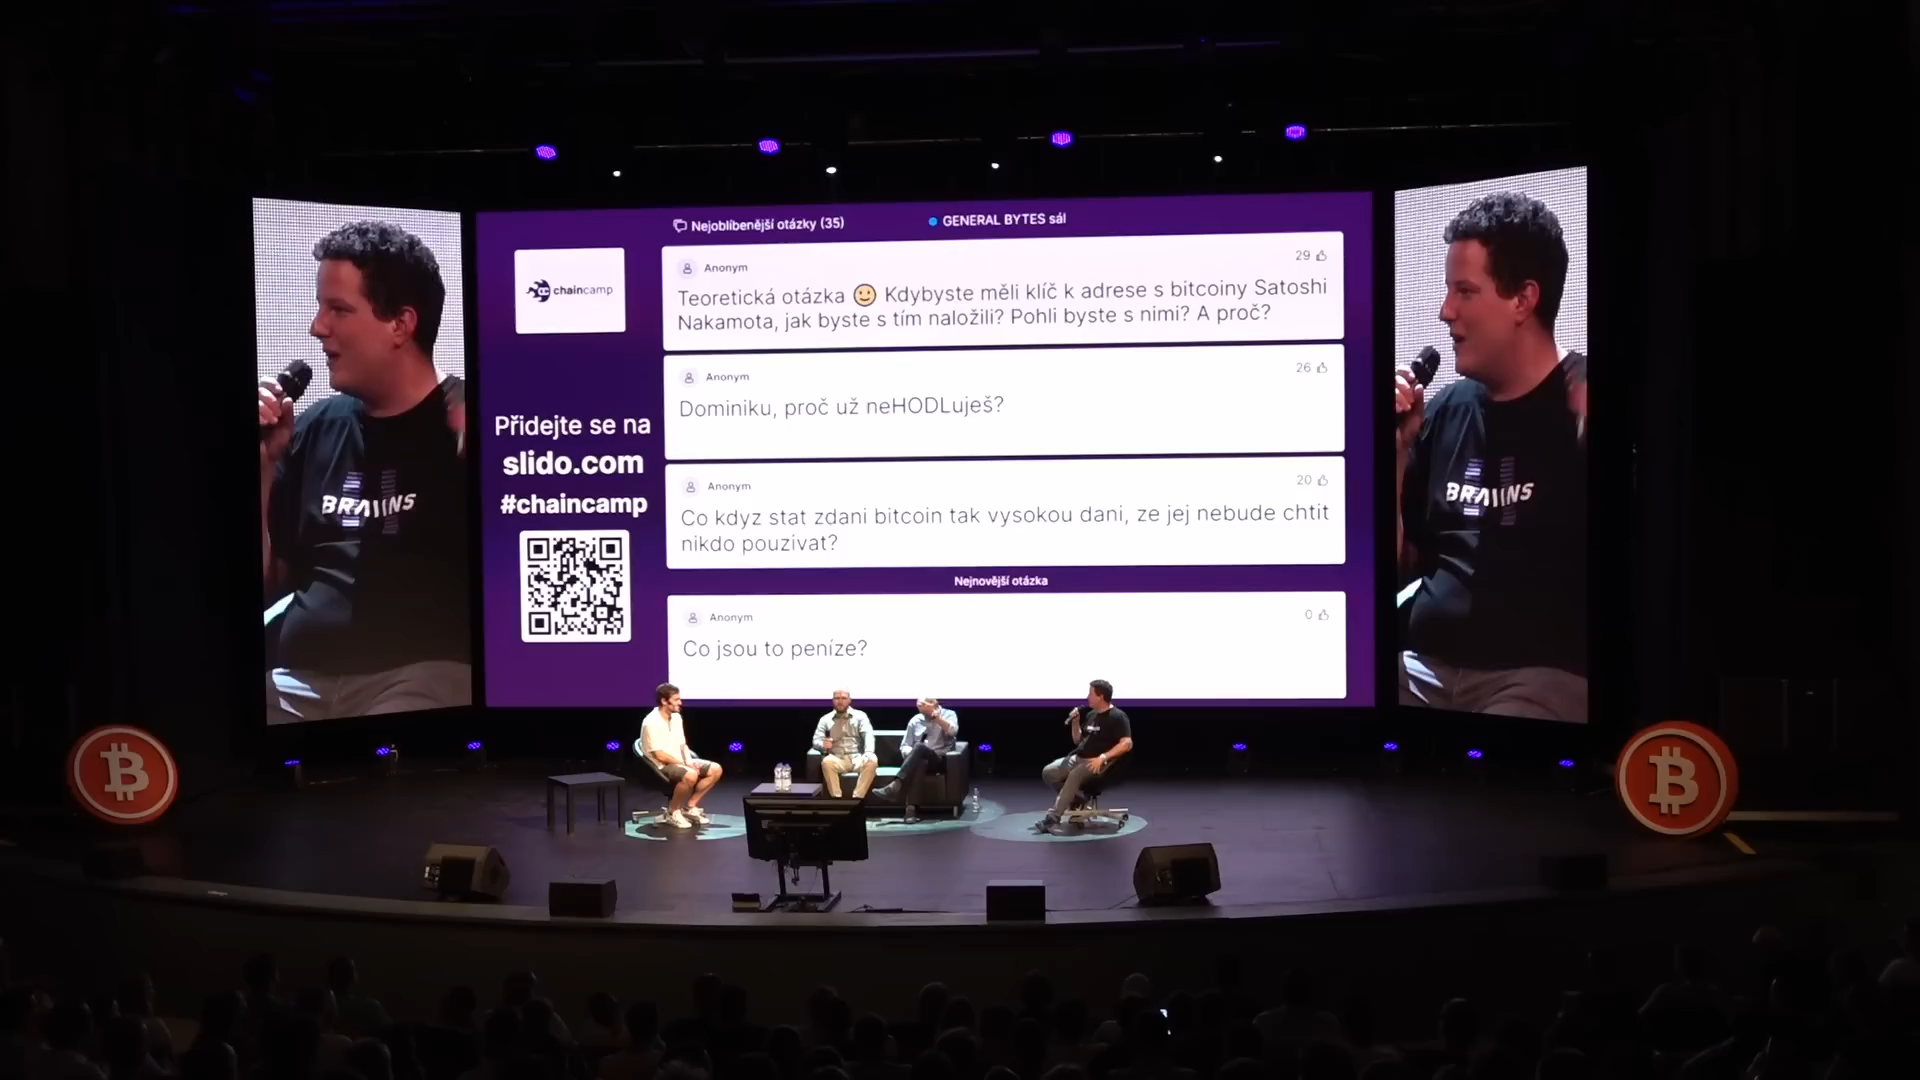 Nejoblíbenější otázky (35)
GENERAL BYTES sál
chaincamp
Přidejte se na
slido.com
#chaincamp
Anonym
29
Teoretická otázka 🙂 Kdybyste měli klíč k adrese s bitcoiny Satoshi
Nakamota, jak byste s tím naložili? Pohli byste s nimi? A proč?
Anonym
26
Dominiku, proč už neHODLuješ?
Anonym
20
Co kdyz stat zdani bitcoin tak vysokou dani, ze jej nebude chtit
nikdo pouzivat?
Nejnovější otázka
Anonym
0
Co jsou to peníze?
BRAIINS
BRAIINS